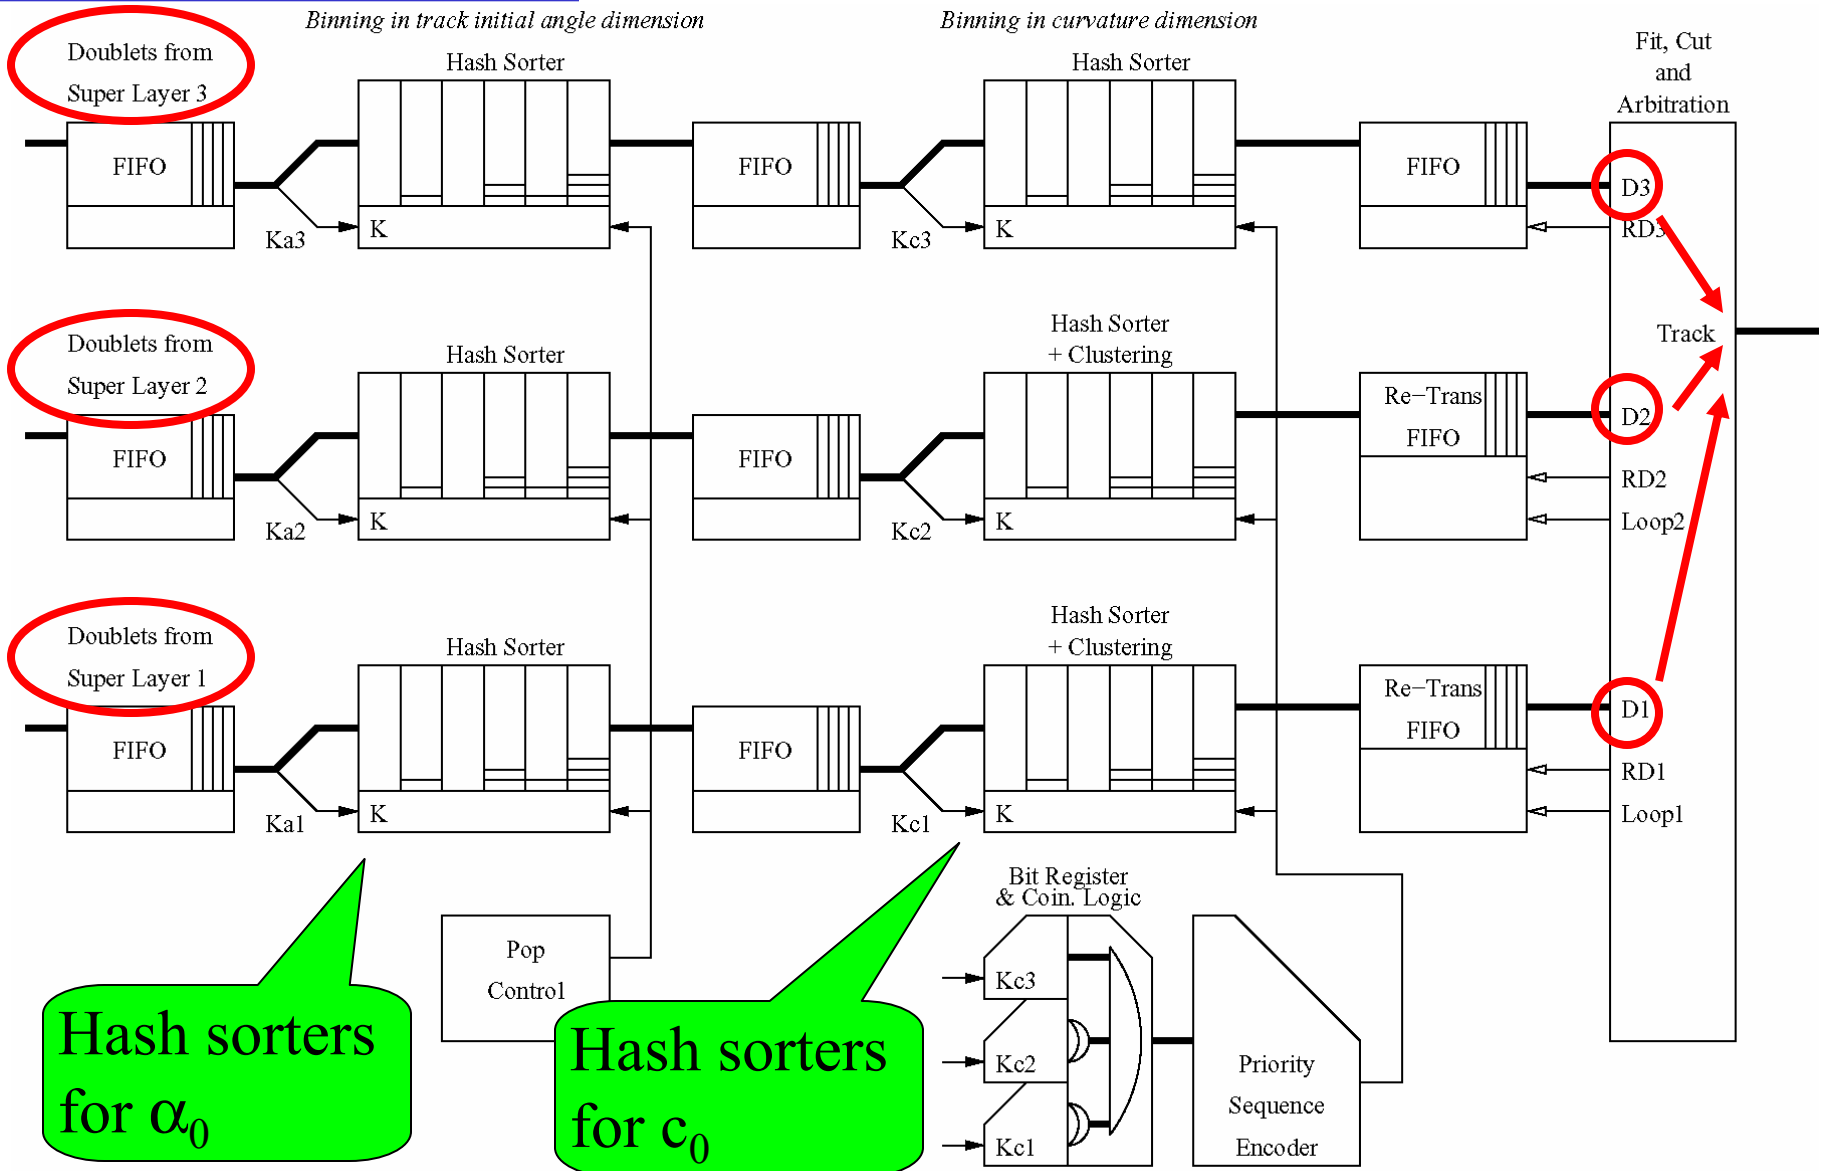 Binning in track initial angle dimension
Binning in curvature dimension
Doublets from
Super Layer 3
Hash Sorter
Hash Sorter
Fit, Cut
and
Arbitration
FIFO
Ka3
K
FIFO
Kc3
K
FIFO
D3
RD3
Doublets from
Super Layer 2
Hash Sorter
Hash Sorter
+ Clustering
Track
FIFO
Ka2
K
FIFO
Kc2
K
Re-Trans
FIFO
D2
RD2
Loop2
Doublets from
Super Layer 1
Hash Sorter
Hash Sorter
+ Clustering
FIFO
Ka1
K
FIFO
Kc1
K
Re-Trans
FIFO
D1
RD1
Loop1
Pop
Control
Bit Register
& Coin. Logic
Kc3
Kc2
Kc1
Priority
Sequence
Encoder
Hash sorters
for α₀
Hash sorters
for c₀